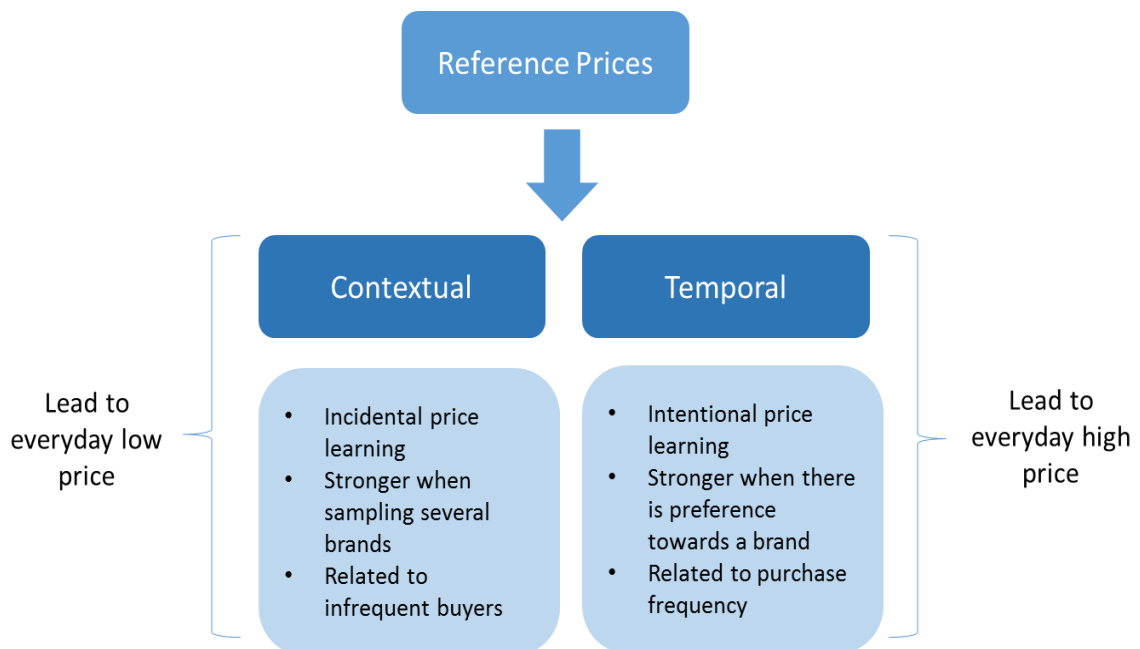 Reference Prices
Contextual
Temporal
Lead to
everyday low
price
• Incidental price
learning
• Stronger when
sampling several
brands
• Related to
infrequent buyers
• Intentional price
learning
• Stronger when there
is preference
towards a brand
• Related to purchase
frequency
Lead to
everyday high
price